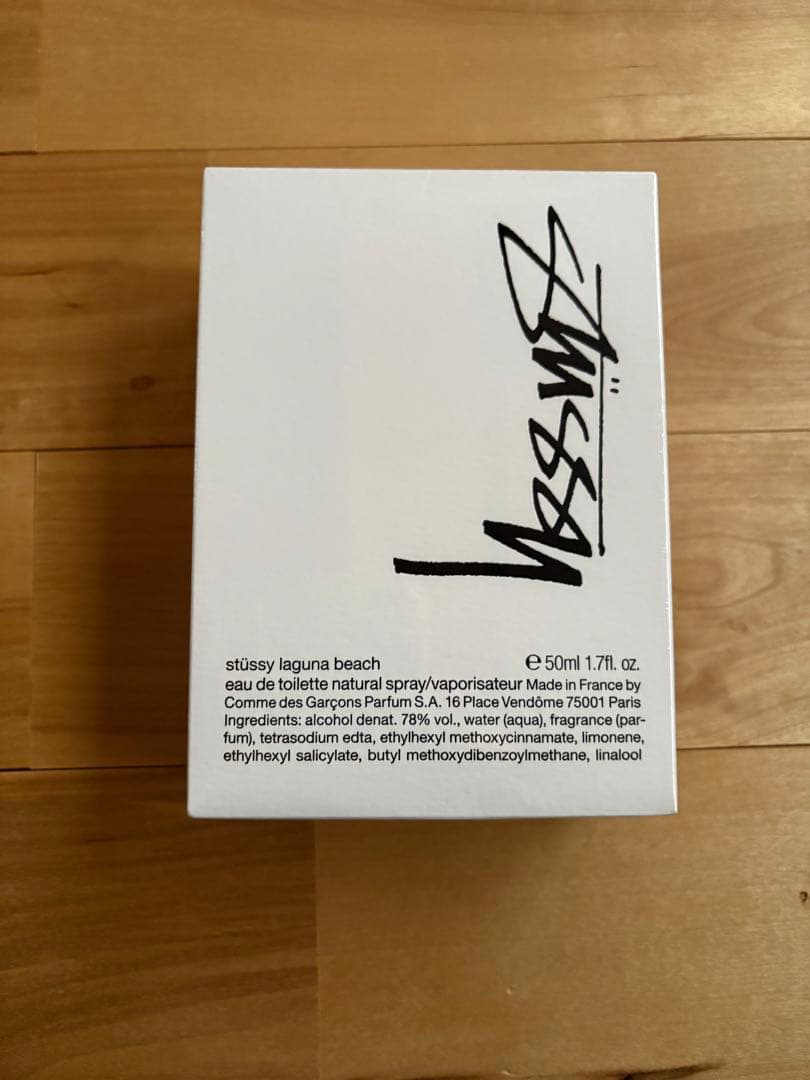 Stüssy
stüssy laguna beach ℮ 50ml 1.7fl. oz.
eau de toilette natural spray/vaporisateur Made in France by
Comme des Garçons Parfum S.A. 16 Place Vendôme 75001 Paris
Ingredients: alcohol denat. 78% vol., water (aqua), fragrance (par-
fum), tetrasodium edta, ethylhexyl methoxycinnamate, limonene,
ethylhexyl salicylate, butyl methoxydibenzoylmethane, linalool